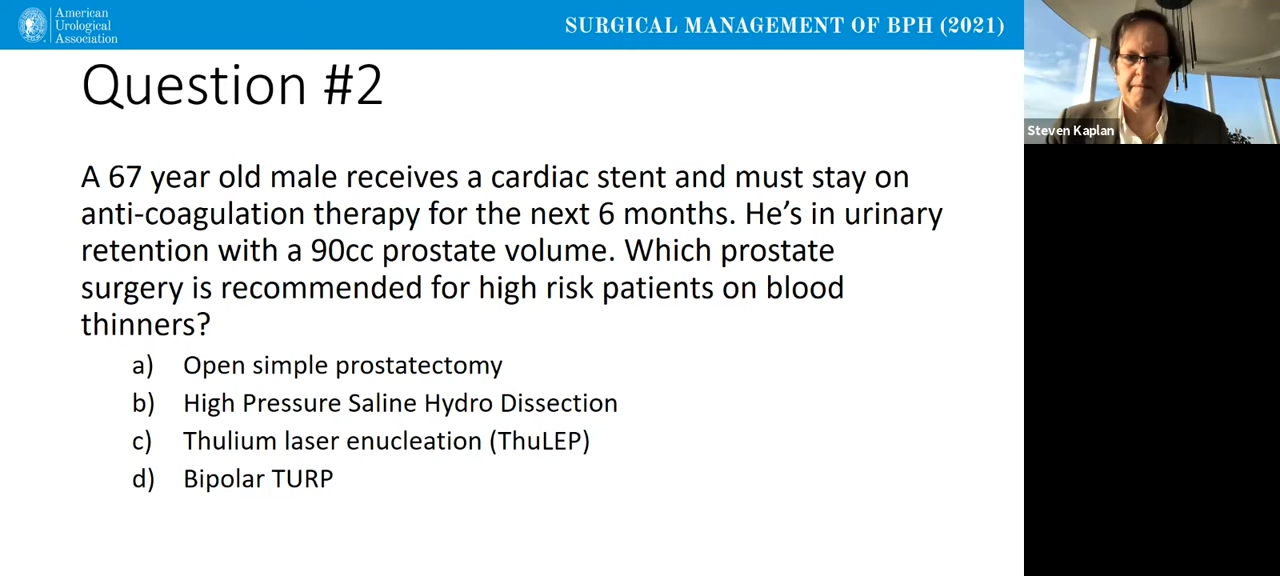 American
Urological
Association
SURGICAL MANAGEMENT OF BPH (2021)
Question #2
A 67 year old male receives a cardiac stent and must stay on
anti-coagulation therapy for the next 6 months. He’s in urinary
retention with a 90cc prostate volume. Which prostate
surgery is recommended for high risk patients on blood
thinners?
a) Open simple prostatectomy
b) High Pressure Saline Hydro Dissection
c) Thulium laser enucleation (ThuLEP)
d) Bipolar TURP
Steven Kaplan